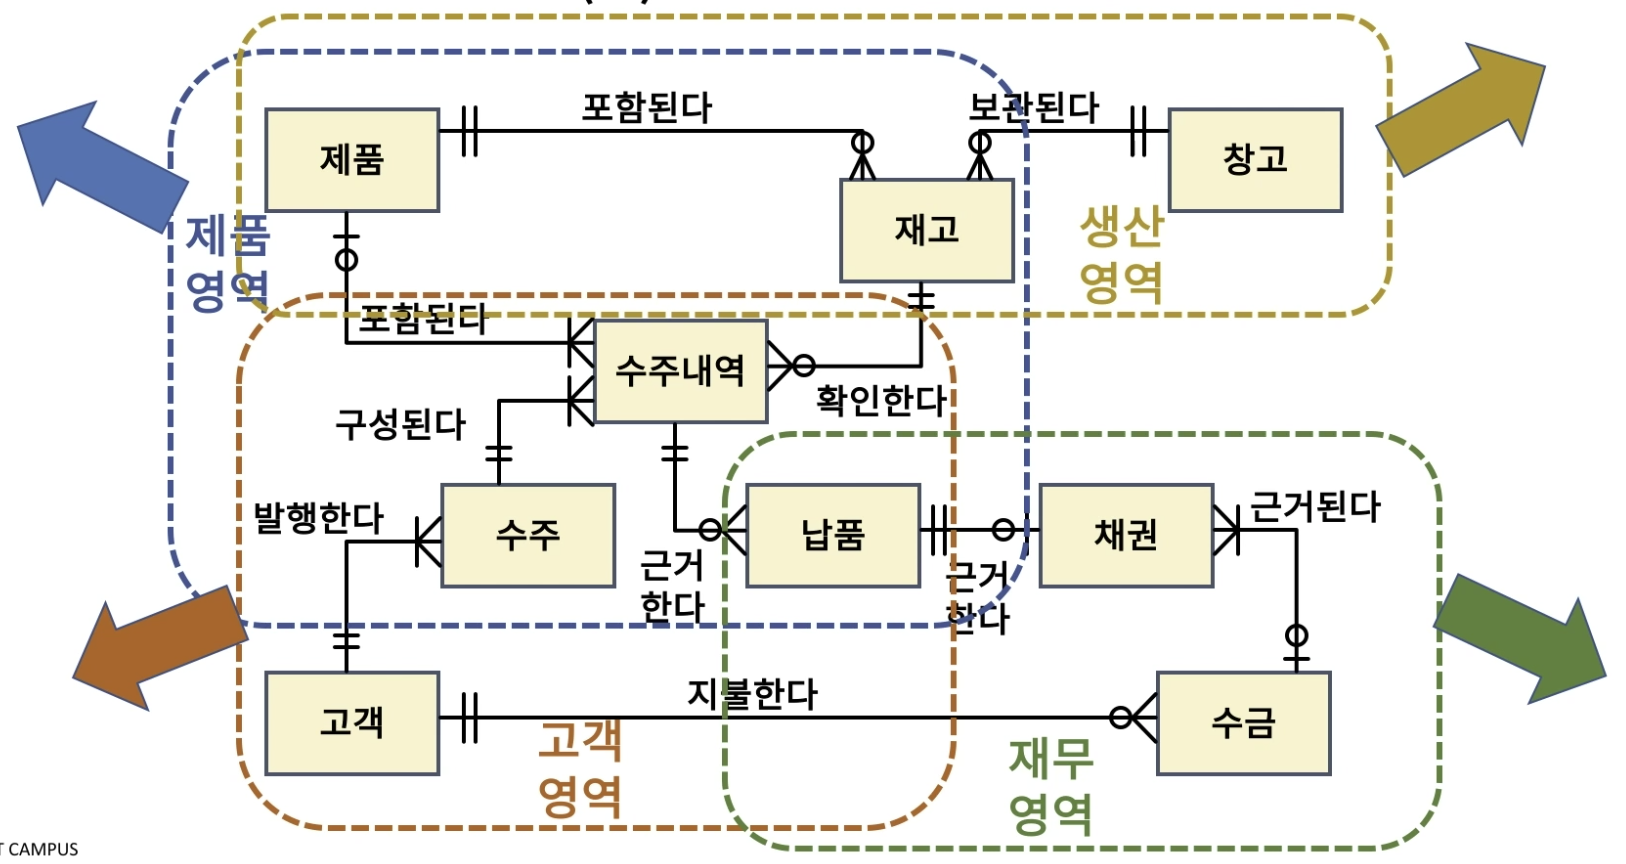 포함된다
보관된다
제품
창고
재고
제품
영역
생산
영역
포함된다
수주내역
확인한다
구성된다
발행한다
수주
납품
채권
근거된다
근거
한다
근거
한다
지불한다
고객
수금
고객
영역
재무
영역
T CAMPUS